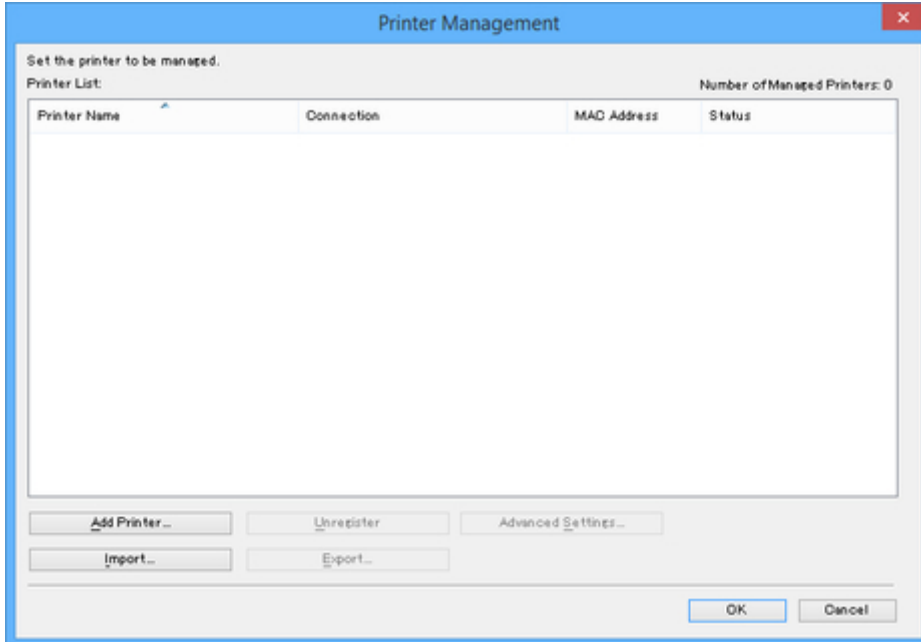 Printer Management
Set the printer to be managed.
Printer List:
Number of Managed Printers: 0
Printer Name Connection MAC Address Status
Add Printer... Unregister Advanced Settings...
Import... Export...
OK Cancel